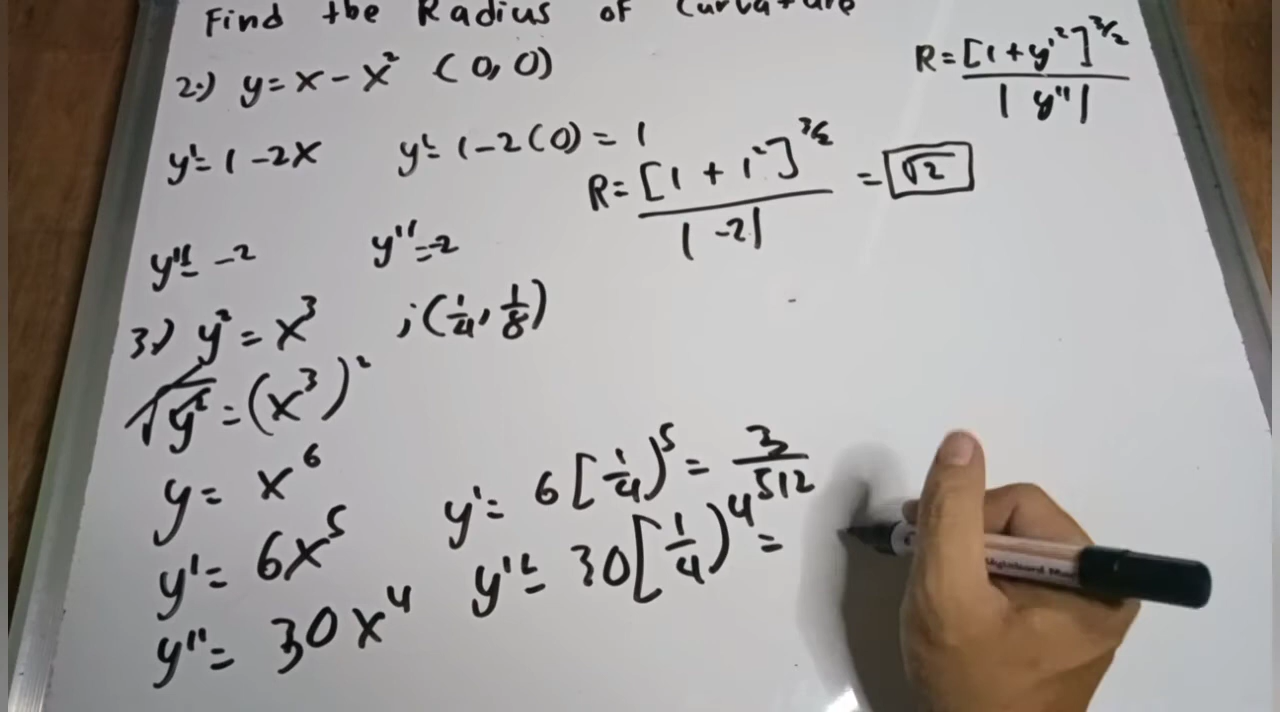 Find the Radius of Curvature
2.) y = x - x² (0, 0)
R = [1 + y'²]^3/2 / |y''|
y' = 1 - 2x y' = 1 - 2(0) = 1
R = [1 + 1²]^3/2 / |-2| = √2
y'' = -2 y'' = -2
3.) y² = x³ ; (1/4, 1/8)
√y² = (x³)²
y = x⁶
y' = 6x⁵ y' = 6[1/4)⁵ = 3/512
y'' = 30x⁴ y'' = 30[1/4)⁴ =